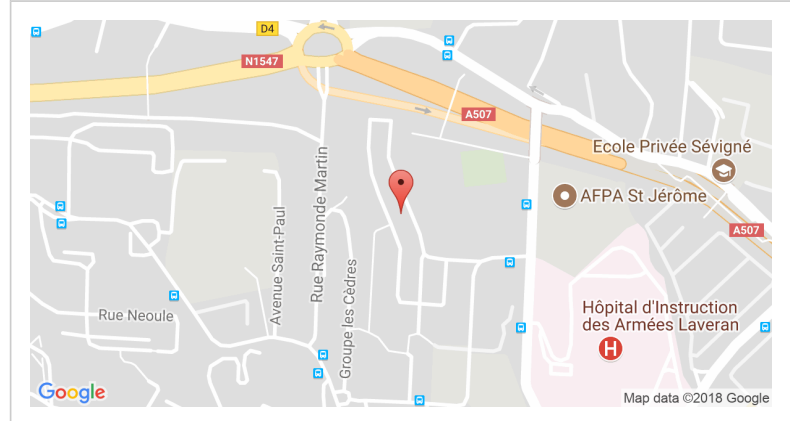 D4
N1547
A507
Ecole Privée Sévigné
AFPA St Jérôme
A507
Rue Raymonde Martin
Avenue Saint-Paul
Groupe les Cèdres
Rue Neoule
Hôpital d'Instruction
des Armées Laveran
H
Google
Map data ©2018 Google